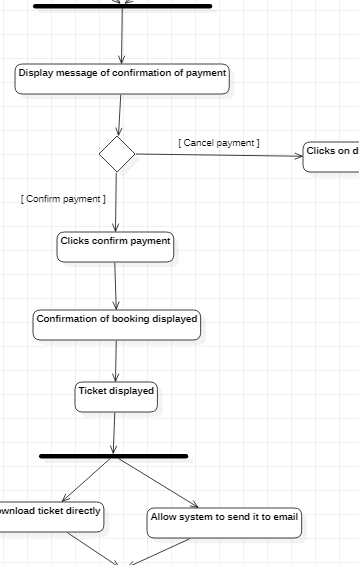 Display message of confirmation of payment
[ Cancel payment ]
Clicks on
[ Confirm payment ]
Clicks confirm payment
Confirmation of booking displayed
Ticket displayed
ticket directly
Allow system to send it to email